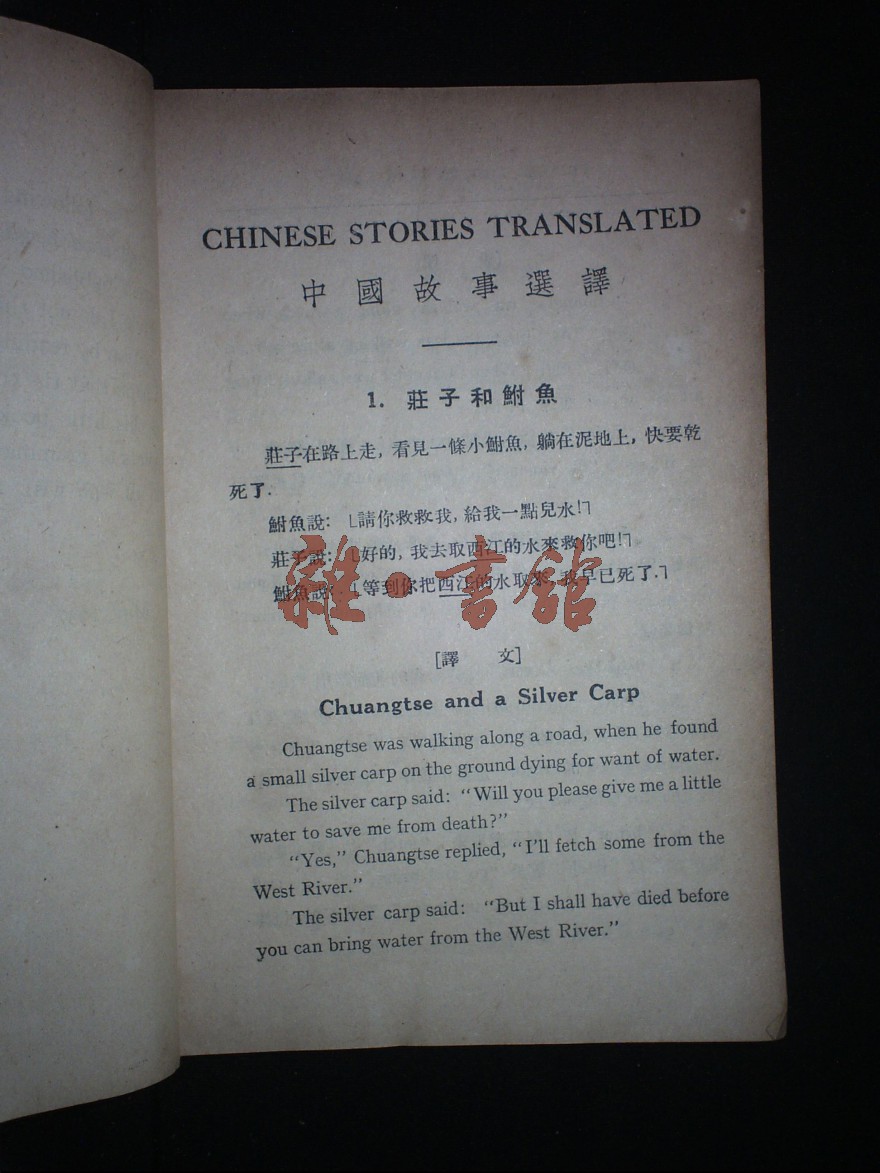 CHINESE STORIES TRANSLATED
中國故事選譯
1. 莊子和鮒魚
莊子在路上走，看見一條小鮒魚，躺在泥地上，快要乾
死了．
鮒魚說：「請你救救我，給我一點兒水！」
莊子說：「好的，我去取西江的水來救你吧！」
鮒魚說：「等到你把西江的水取來，我早已死了．」
[譯 文]
Chuangtse and a Silver Carp
Chuangtse was walking along a road, when he found
a small silver carp on the ground dying for want of water.
The silver carp said: "Will you please give me a little
water to save me from death?"
"Yes," Chuangtse replied, "I'll fetch some from the
West River."
The silver carp said: "But I shall have died before
you can bring water from the West River."
雜·書館